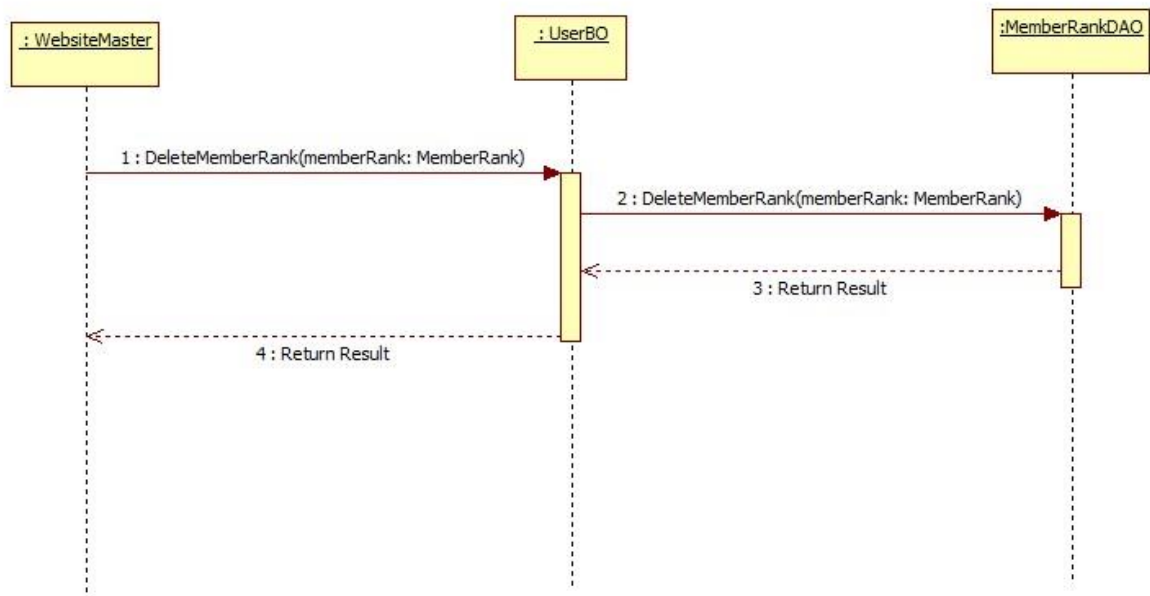 : WebsiteMaster
: UserBO
:MemberRankDAO
1 : DeleteMemberRank(memberRank: MemberRank)
2 : DeleteMemberRank(memberRank: MemberRank)
3 : Return Result
4 : Return Result